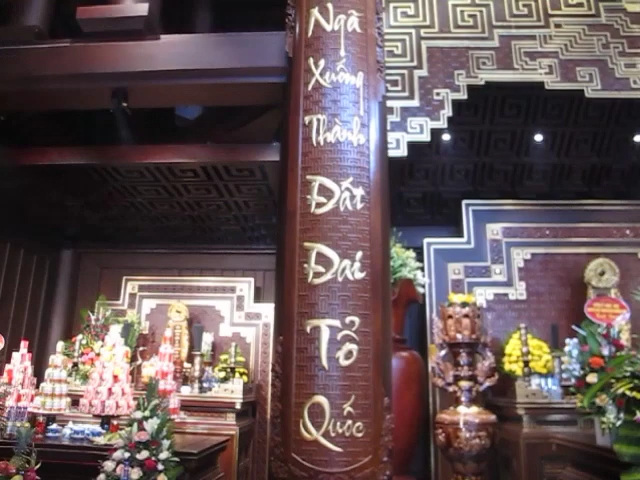 Ngã
Xuống
Thành
Đất
Đai
Tổ
Quốc